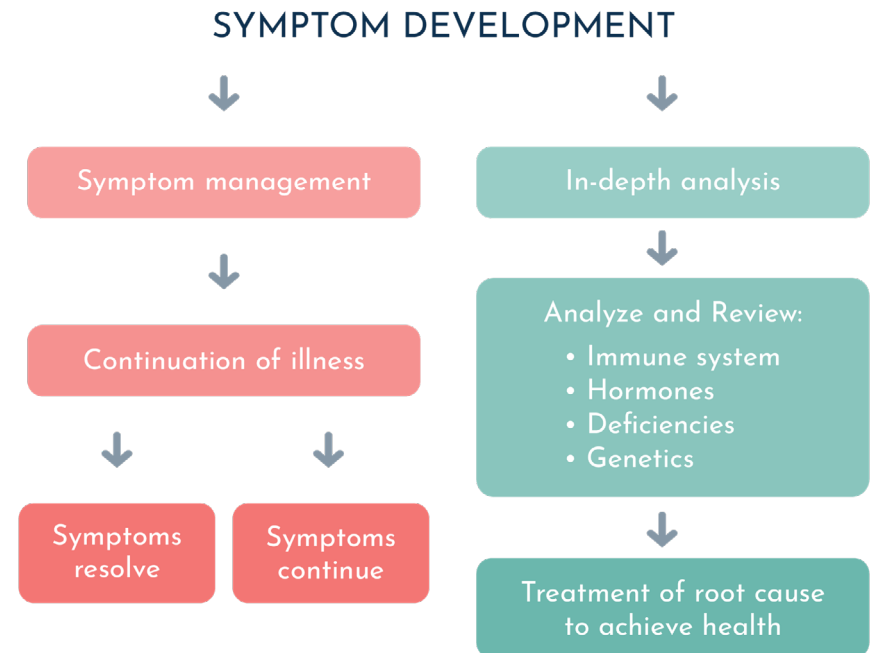 SYMPTOM DEVELOPMENT
Symptom management
Continuation of illness
Symptoms
resolve
Symptoms
continue
In-depth analysis
Analyze and Review:
• Immune system
• Hormones
• Deficiencies
• Genetics
Treatment of root cause
to achieve health